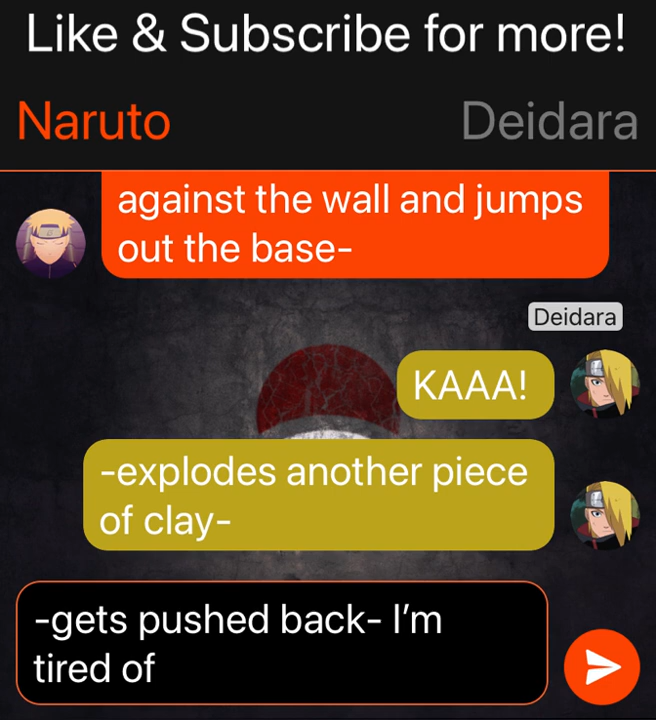 Like & Subscribe for more!
Naruto
Deidara
against the wall and jumps
out the base-
Deidara
KAAA!
-explodes another piece
of clay-
-gets pushed back- I’m
tired of